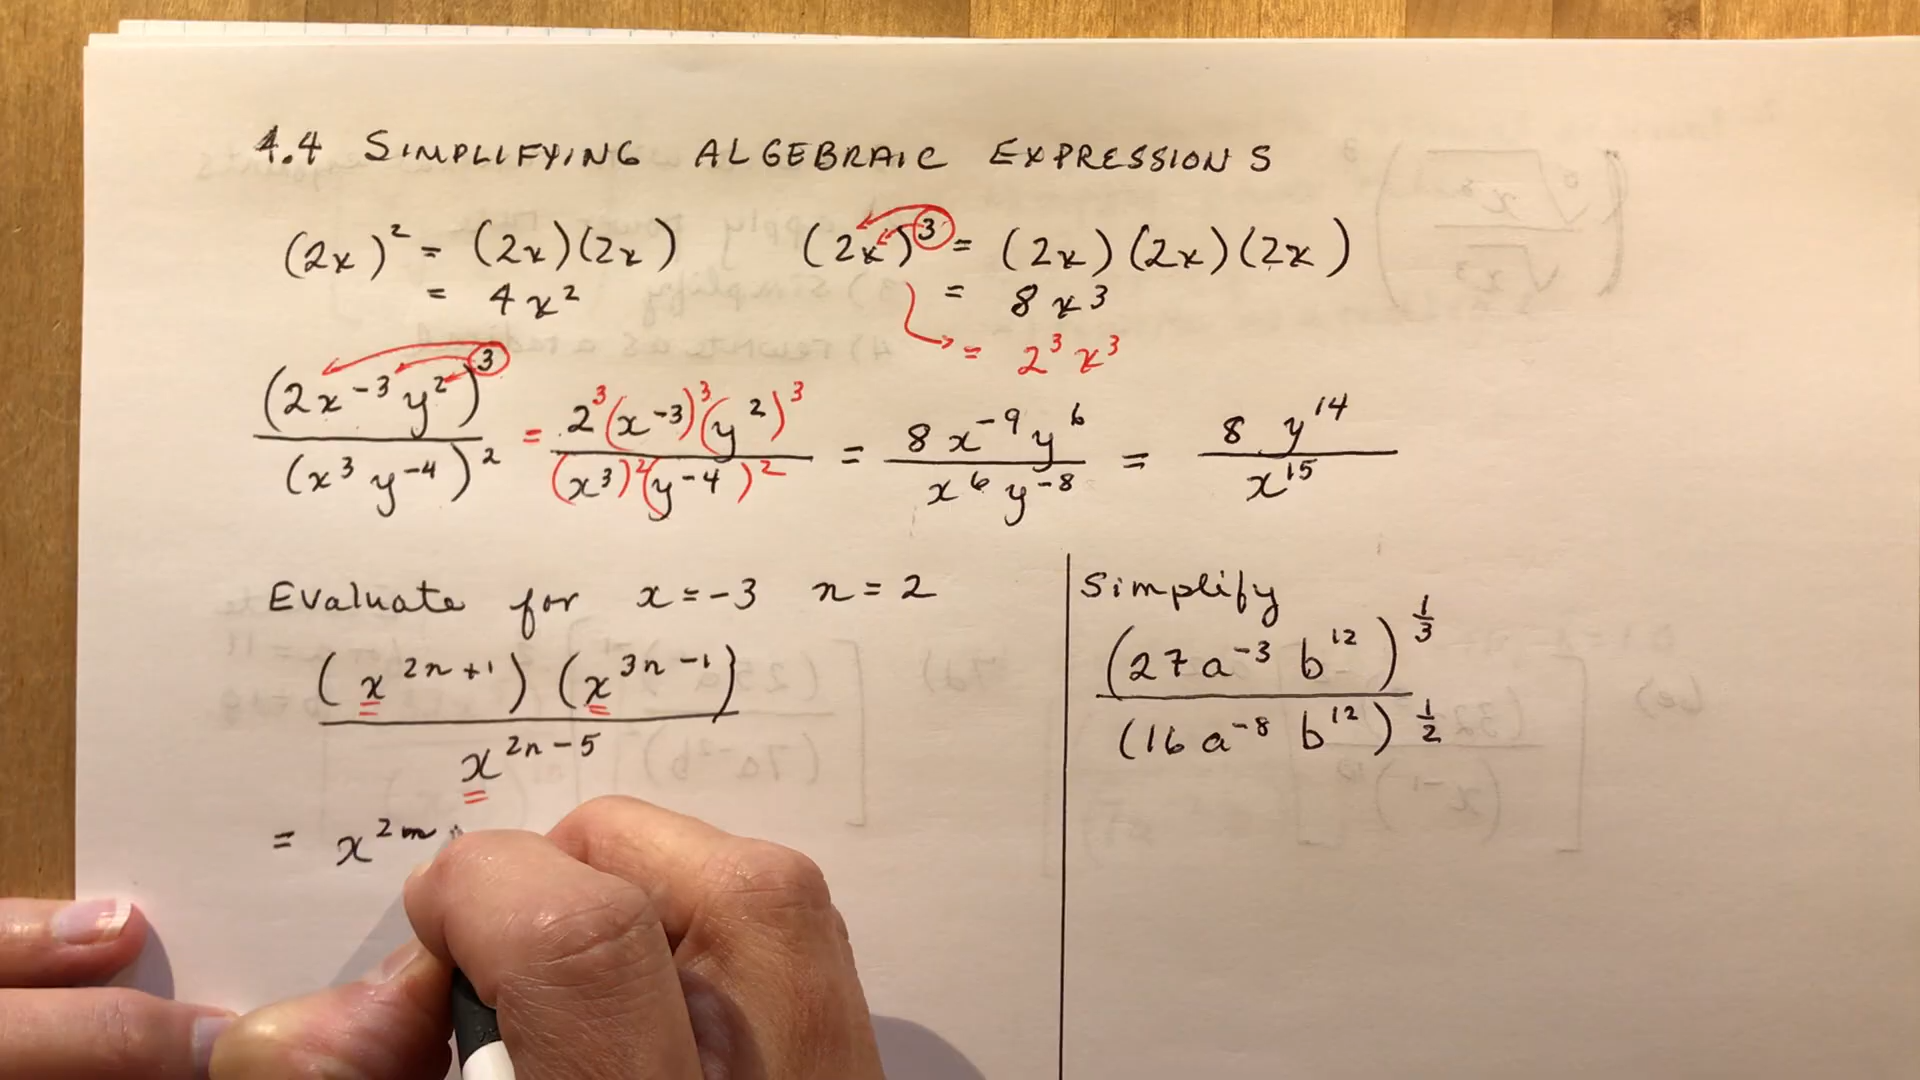 4.4 SIMPLIFYING ALGEBRAIC EXPRESSIONS
(2x)² = (2x)(2x)
= 4x²
(2x)³ = (2x)(2x)(2x)
= 8x³
= 2³x³
(2x⁻³y²)³ / (x³y⁻⁴)² = 2³(x⁻³)³(y²)³ / (x³)²(y⁻⁴)² = 8x⁻⁹y⁶ / x⁶y⁻⁸ = 8y¹⁴ / x¹⁵
Evaluate for x = -3 n = 2
(x²ⁿ⁺¹)(x³ⁿ⁻¹) / x²ⁿ⁻⁵
= x²ⁿ
Simplify
(27a⁻³b¹²)^(1/3) / (16a⁻⁸b¹²)^(1/2)